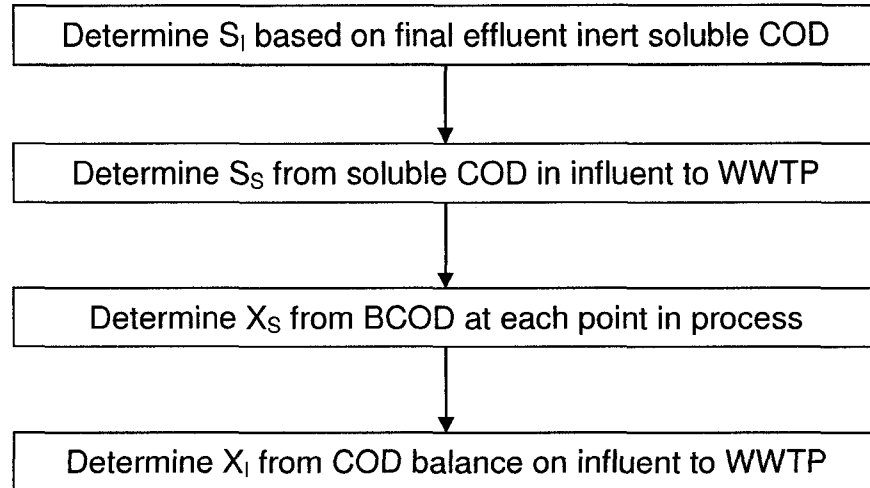 Determine S_I based on final effluent inert soluble COD
Determine S_S from soluble COD in influent to WWTP
Determine X_S from BCOD at each point in process
Determine X_I from COD balance on influent to WWTP